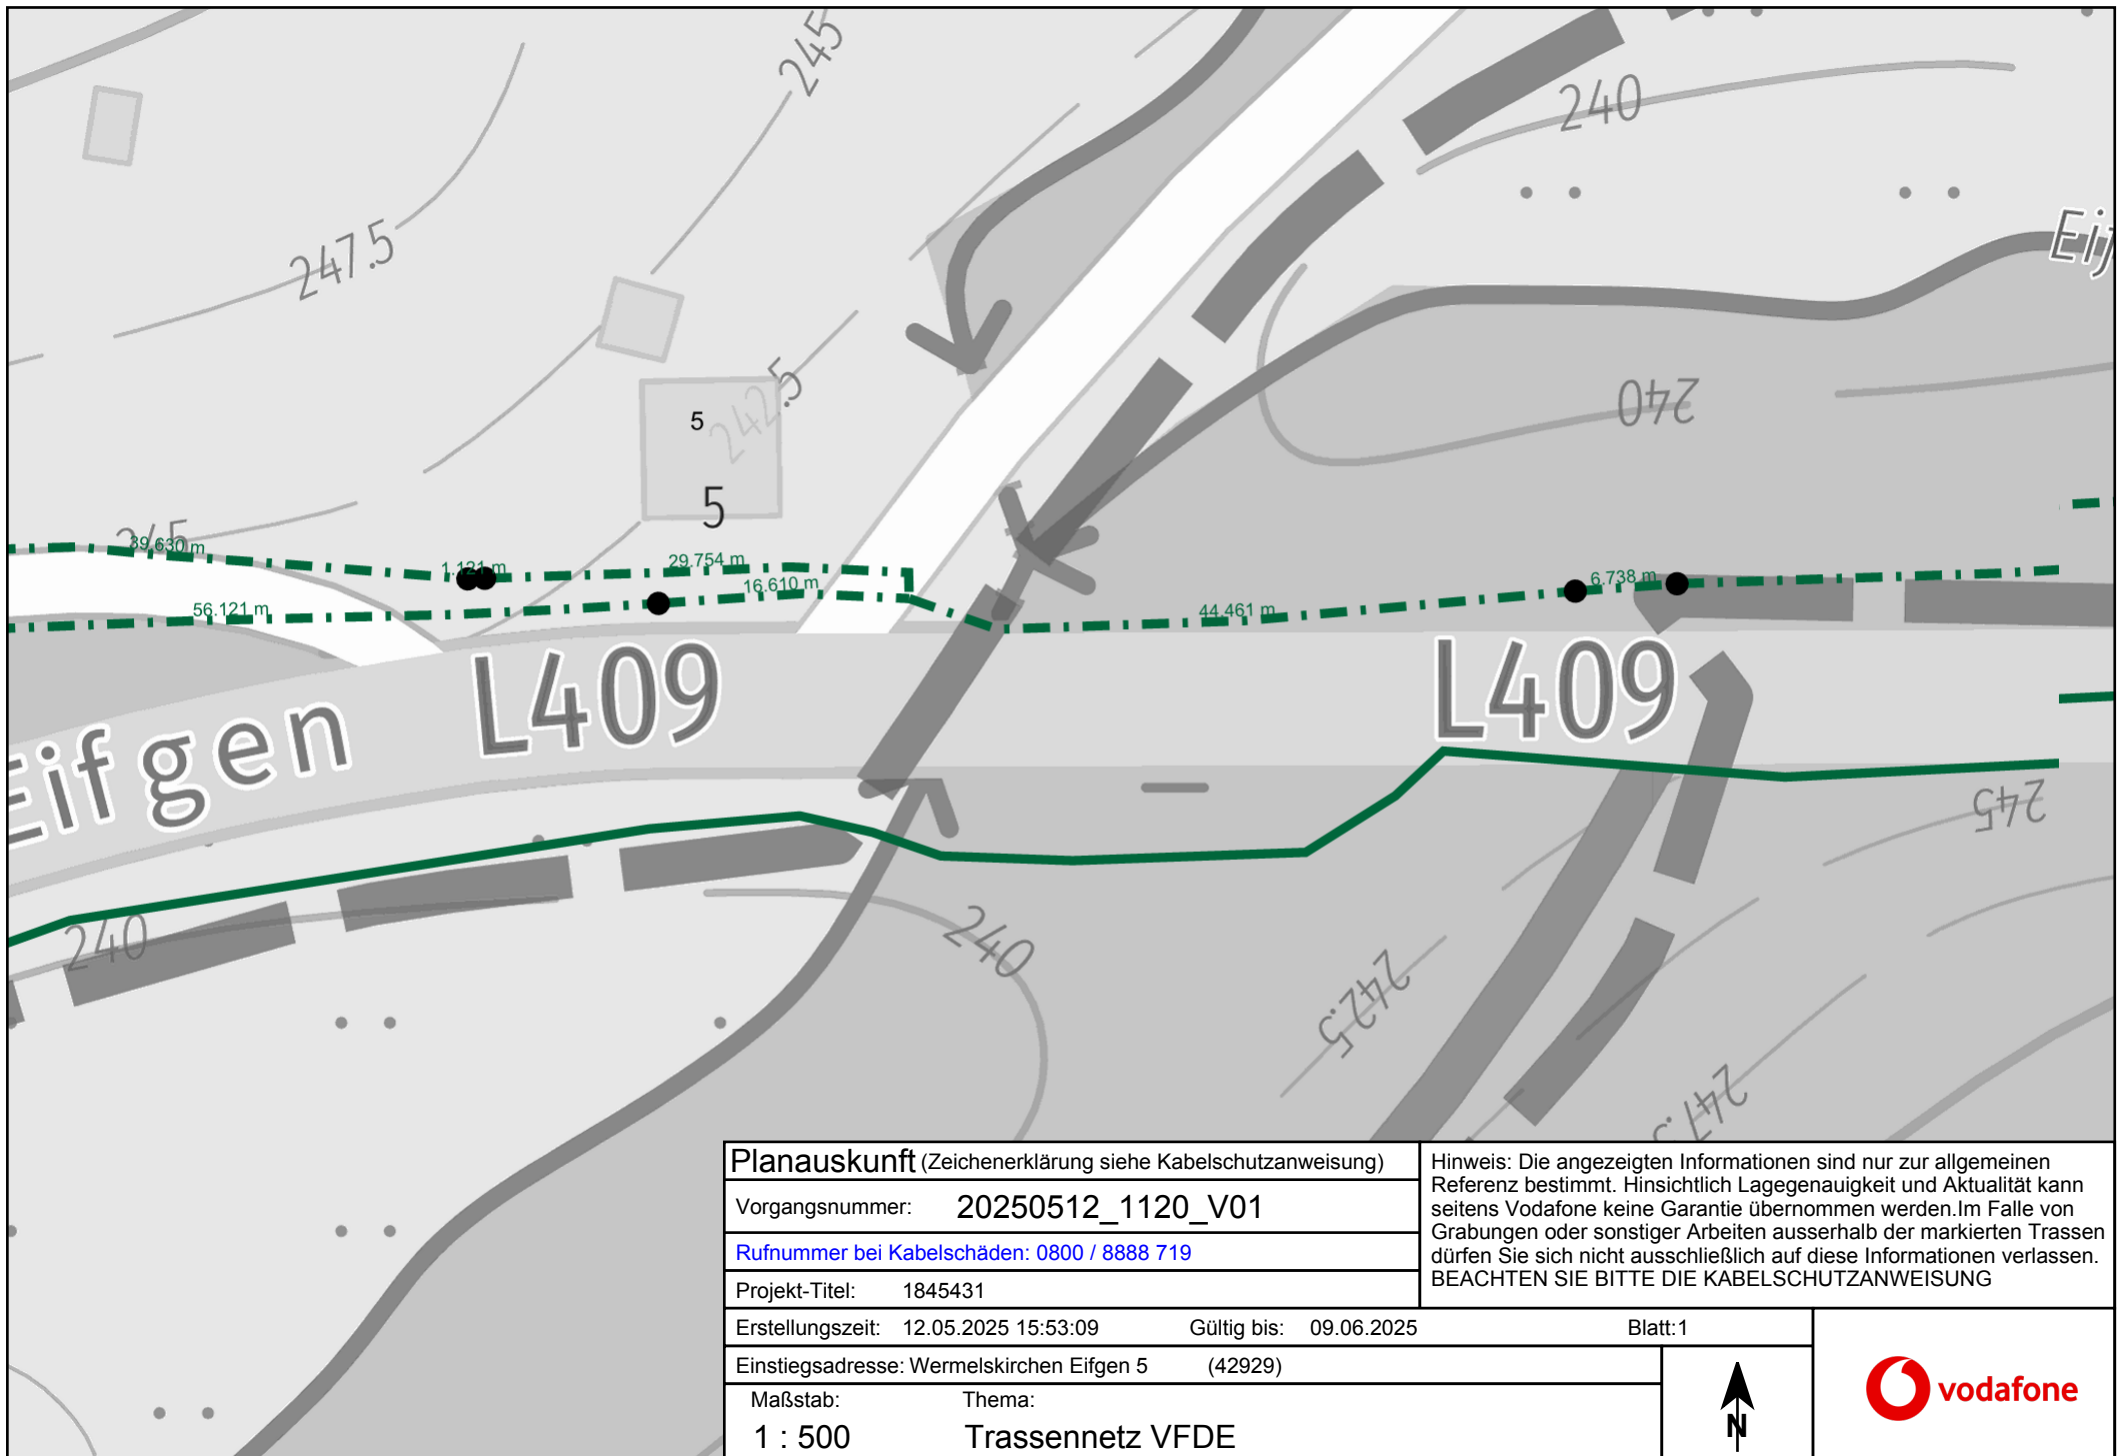 245
240
247.5
Eif
242.5
5
5
240
245
39.630 m
1.121 m
29.754 m
16.610 m
6.738 m
56.121 m
44.461 m
L409
L409
Eifgen
245
240
240
242.5
247.5
Planauskunft (Zeichenerklärung siehe Kabelschutzanweisung)
Vorgangsnummer: 20250512_1120_V01
Rufnummer bei Kabelschäden: 0800 / 8888 719
Projekt-Titel: 1845431
Hinweis: Die angezeigten Informationen sind nur zur allgemeinen
Referenz bestimmt. Hinsichtlich Lagegenauigkeit und Aktualität kann
seitens Vodafone keine Garantie übernommen werden.Im Falle von
Grabungen oder sonstiger Arbeiten ausserhalb der markierten Trassen
dürfen Sie sich nicht ausschließlich auf diese Informationen verlassen.
BEACHTEN SIE BITTE DIE KABELSCHUTZANWEISUNG
Erstellungszeit: 12.05.2025 15:53:09 Gültig bis: 09.06.2025 Blatt:1
Einstiegsadresse: Wermelskirchen Eifgen 5 (42929)
Maßstab: Thema:
1 : 500 Trassennetz VFDE
N
vodafone